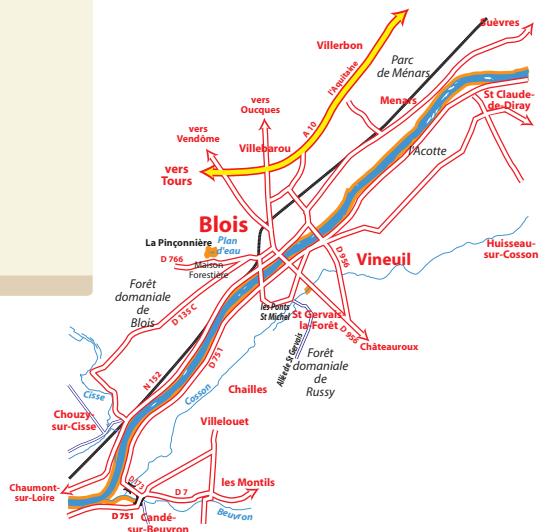 Suèvres
Villerbon
Parc
de Ménars
l'Aquitaine
Menars
St Claude-
de-Diray
vers
Oucques
A 10
vers
Vendôme
Villebarou
l'Acotte
vers
Tours
Blois
La Pinçonnière
Plan
d'eau
D 766
Maison
Forestière
D 956
Vineuil
Huisseau-
sur-Cosson
Forêt
domaniale
de
Blois
D 135 C
les Ponts
St Michel
St Gervais
la-Forêt
D 956
Châteauroux
N 152
D 751
Allée de St Gervais
Forêt
domaniale
de
Russy
Cisse
Cosson
Chailles
Chouzy-
sur-Cisse
Villelouet
Chaumont-
sur-Loire
D 173
D 7
les Montils
D 751
Candé-
sur-Beuvron
Beuvron